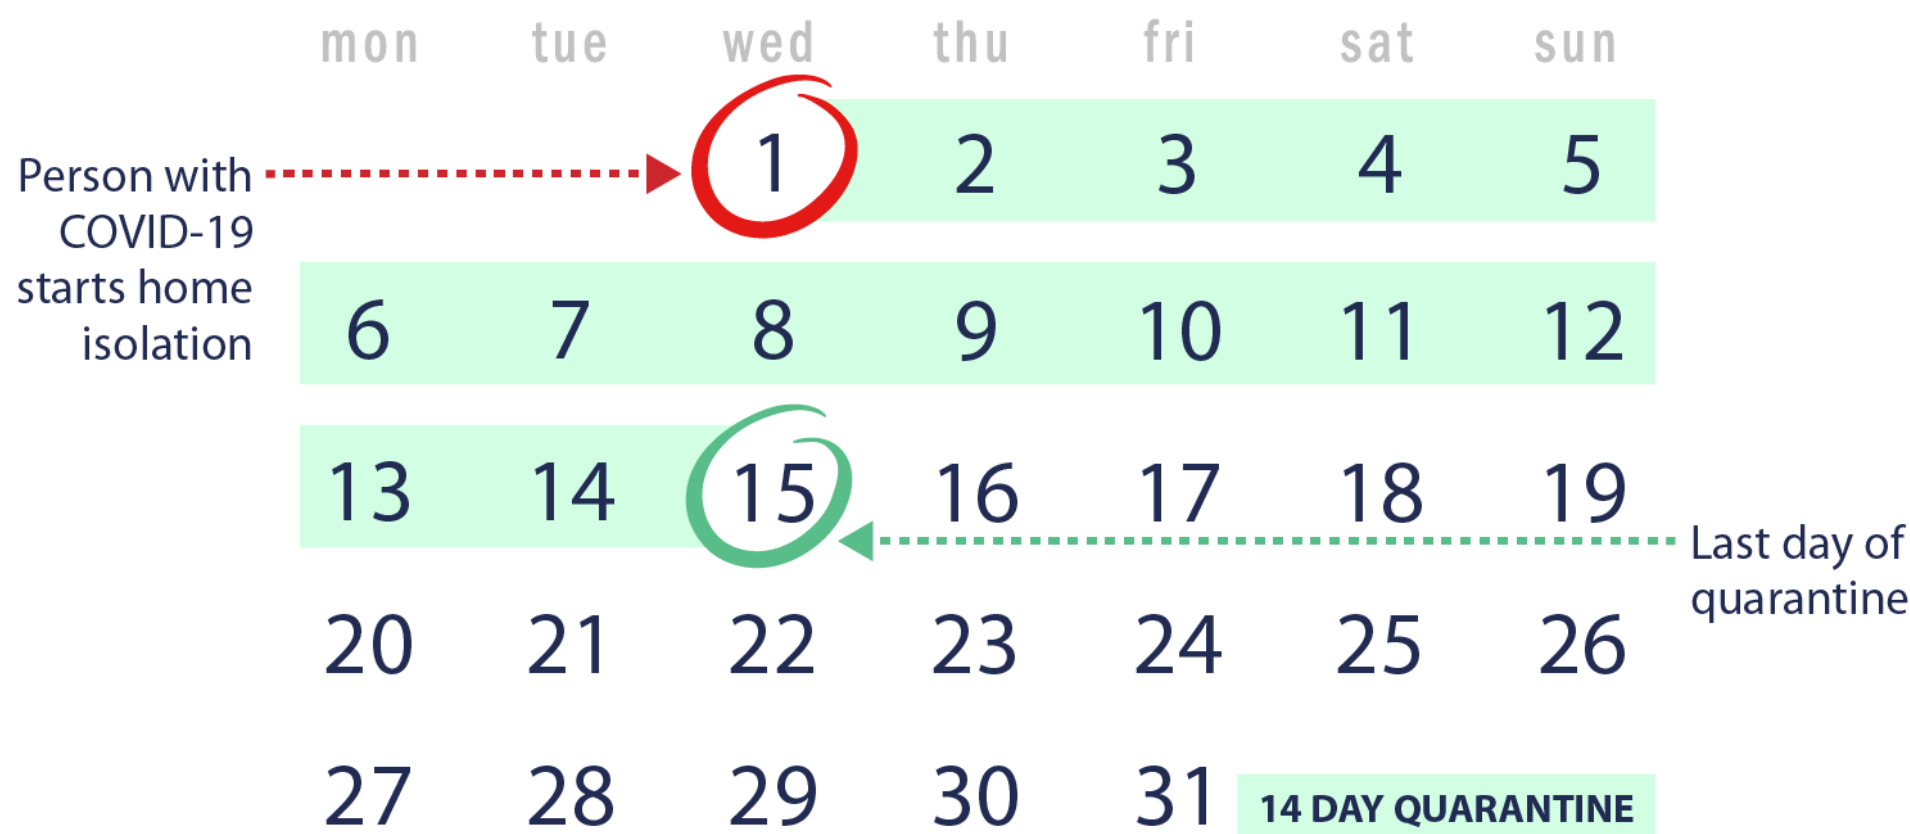 mon tue wed thu fri sat sun
1 2 3 4 5
Person with
COVID-19
starts home
isolation
6 7 8 9 10 11 12
13 14 15 16 17 18 19
Last day of
quarantine
20 21 22 23 24 25 26
27 28 29 30 31
14 DAY QUARANTINE